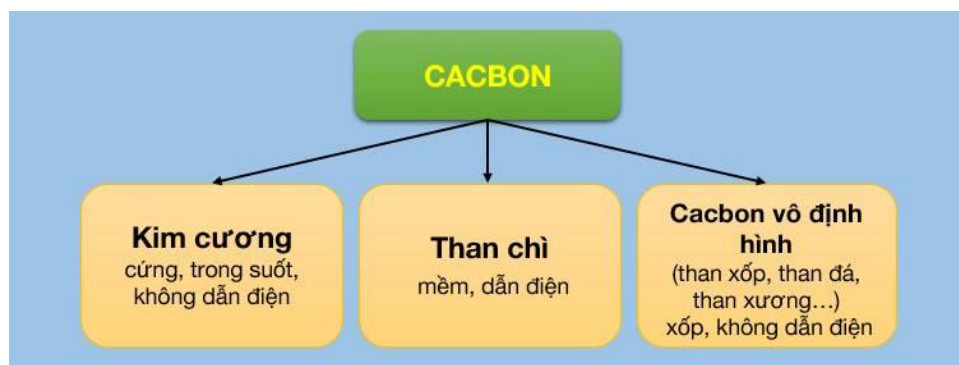 CACBON
Kim cương
cứng, trong suốt,
không dẫn điện
Than chì
mềm, dẫn điện
Cacbon vô định
hình
(than xốp, than đá,
than xương...)
xốp, không dẫn điện